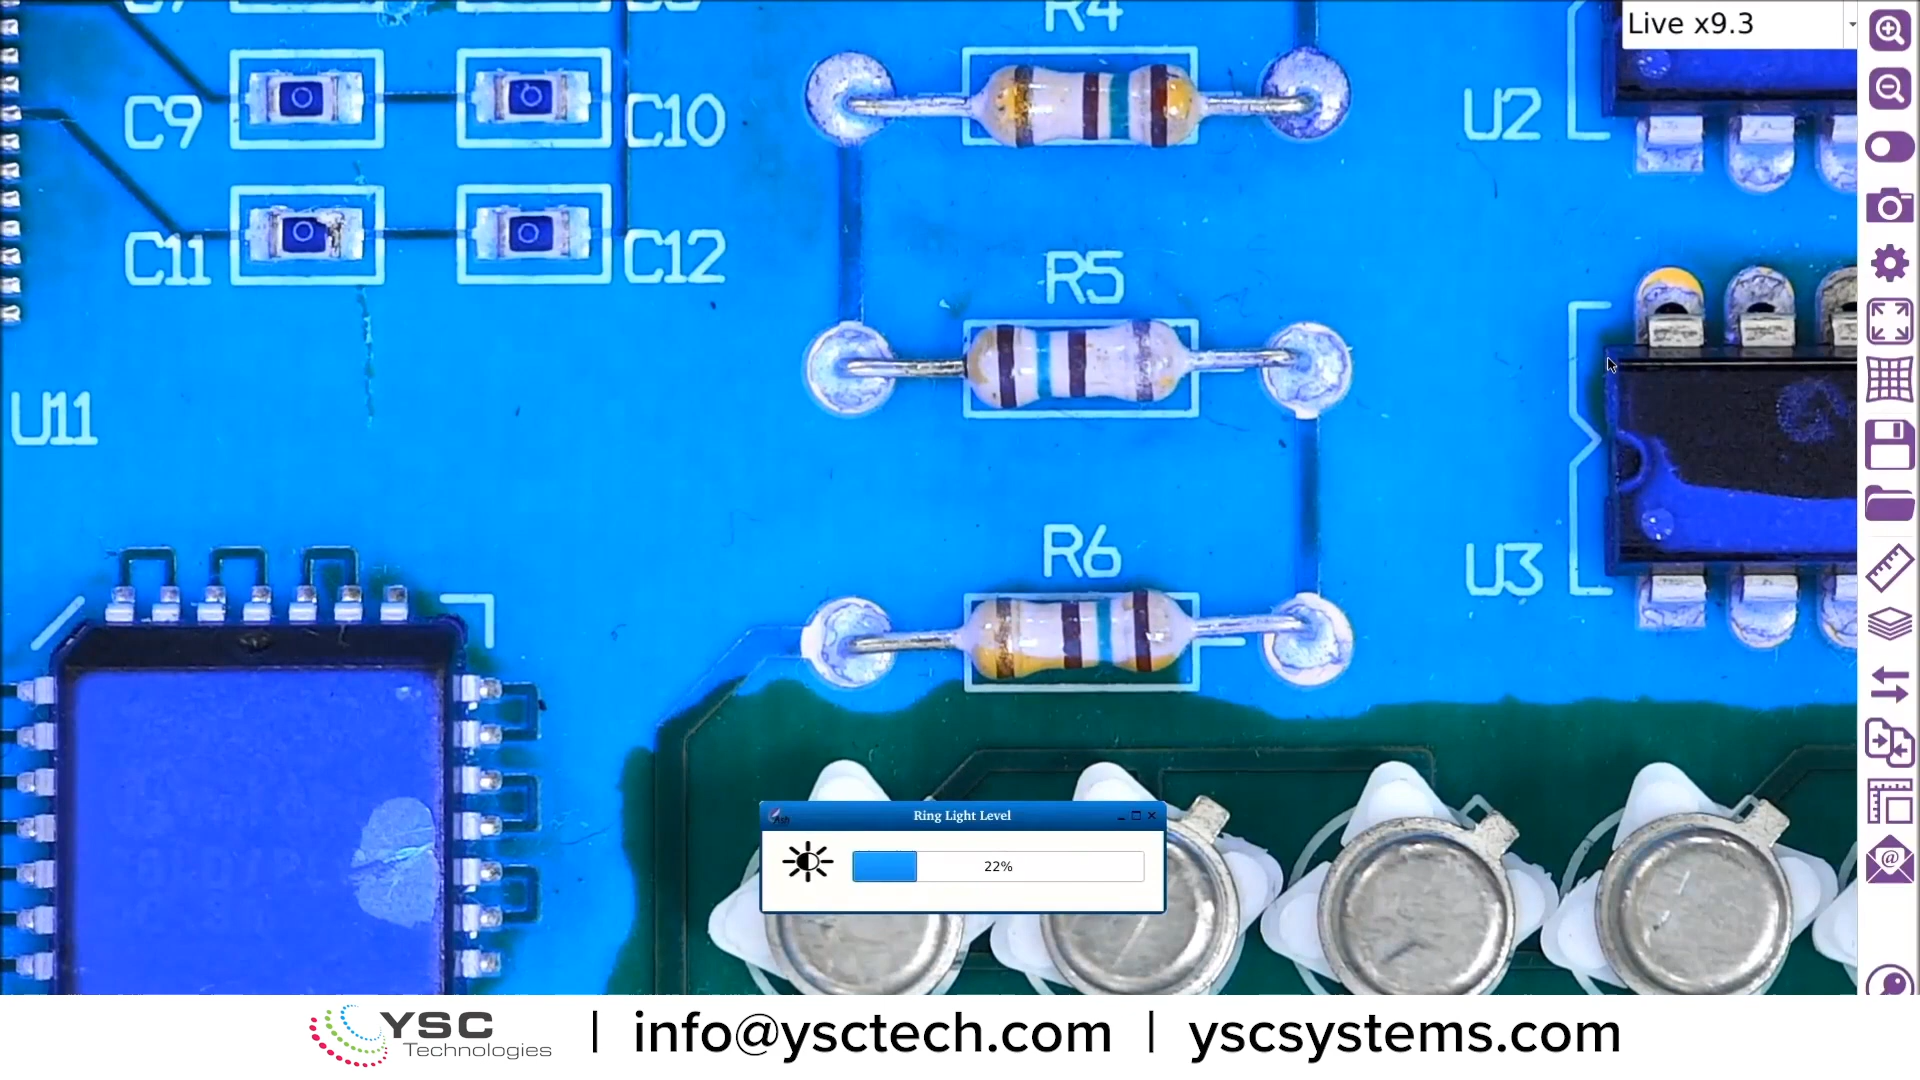 R4
Live x9.3
C9
C10
U2
C11
C12
R5
U11
R6
U3
Ring Light Level
22%
YSC
Technologies
| info@ysctech.com | yscsystems.com